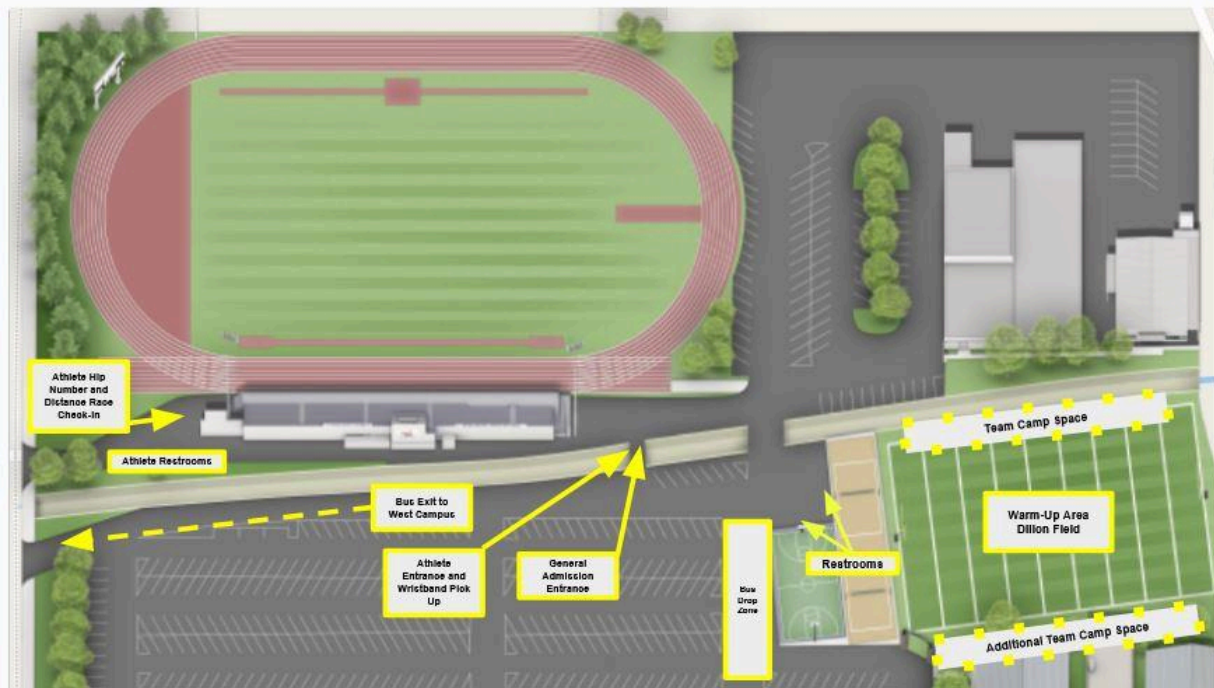 Athlete Hip
Number and
Distance Race
Check-In
Athlete Restrooms
Bus Exit to
West Campus
Athlete
Entrance and
Wristband Pick
Up
General
Admission
Entrance
Bus
Drop
Zone
Restrooms
Team Camp Space
Warm-Up Area
Dillon Field
Additional Team Camp Space